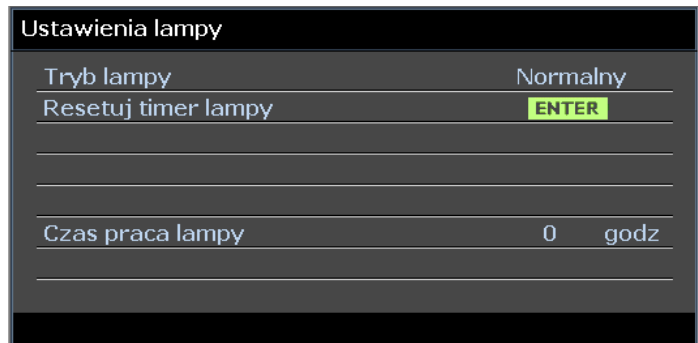 Ustawienia lampy
Tryb lampy Normalny
Resetuj timer lampy ENTER
Czas praca lampy 0 godz